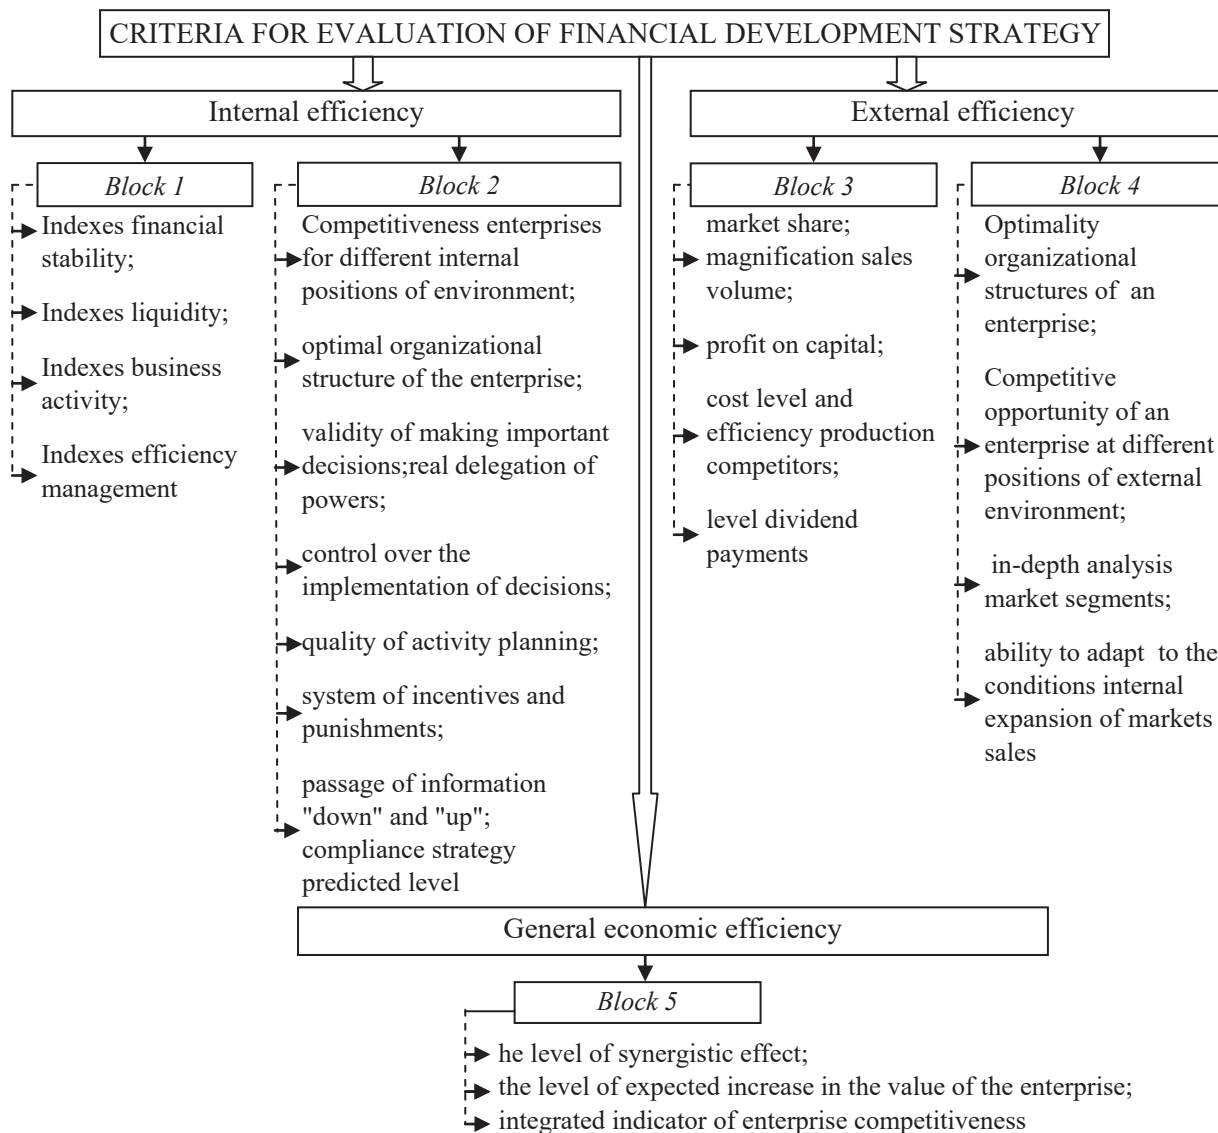 CRITERIA FOR EVALUATION OF FINANCIAL DEVELOPMENT STRATEGY
Internal efficiency
External efficiency
Block 1
Indexes financial
stability;
Indexes liquidity;
Indexes business
activity;
Indexes efficiency
management
Block 2
Competitiveness enterprises
for different internal
positions of environment;
optimal organizational
structure of the enterprise;
validity of making important
decisions;real delegation of
powers;
control over the
implementation of decisions;
quality of activity planning;
system of incentives and
punishments;
passage of information
"down" and "up";
compliance strategy
predicted level
Block 3
market share;
magnification sales
volume;
profit on capital;
cost level and
efficiency production
competitors;
level dividend
payments
Block 4
Optimality
organizational
structures of an
enterprise;
Competitive
opportunity of an
enterprise at different
positions of external
environment;
in-depth analysis
market segments;
ability to adapt to the
conditions internal
expansion of markets
sales
General economic efficiency
Block 5
he level of synergistic effect;
the level of expected increase in the value of the enterprise;
integrated indicator of enterprise competitiveness